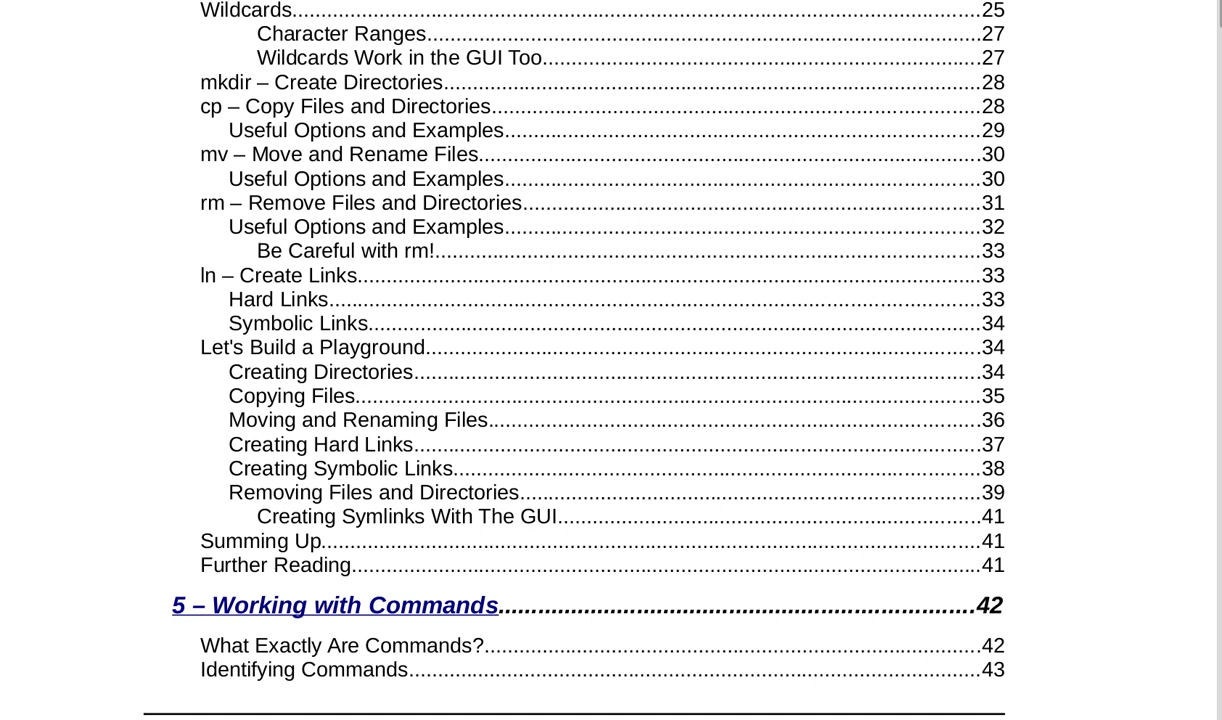 Wildcards....................................................................................................................25
Character Ranges..............................................................................................27
Wildcards Work in the GUI Too..........................................................................27
mkdir – Create Directories..........................................................................................28
cp – Copy Files and Directories..................................................................................28
Useful Options and Examples................................................................................29
mv – Move and Rename Files....................................................................................30
Useful Options and Examples................................................................................30
rm – Remove Files and Directories.............................................................................31
Useful Options and Examples................................................................................32
Be Careful with rm!............................................................................................33
ln – Create Links........................................................................................................33
Hard Links..............................................................................................................33
Symbolic Links.......................................................................................................34
Let's Build a Playground.............................................................................................34
Creating Directories...............................................................................................34
Copying Files.........................................................................................................35
Moving and Renaming Files...................................................................................36
Creating Hard Links...............................................................................................37
Creating Symbolic Links.........................................................................................38
Removing Files and Directories..............................................................................39
Creating Symlinks With The GUI........................................................................41
Summing Up...............................................................................................................41
Further Reading..........................................................................................................41
5 – Working with Commands.............................................................................42
What Exactly Are Commands?....................................................................................42
Identifying Commands.................................................................................................43